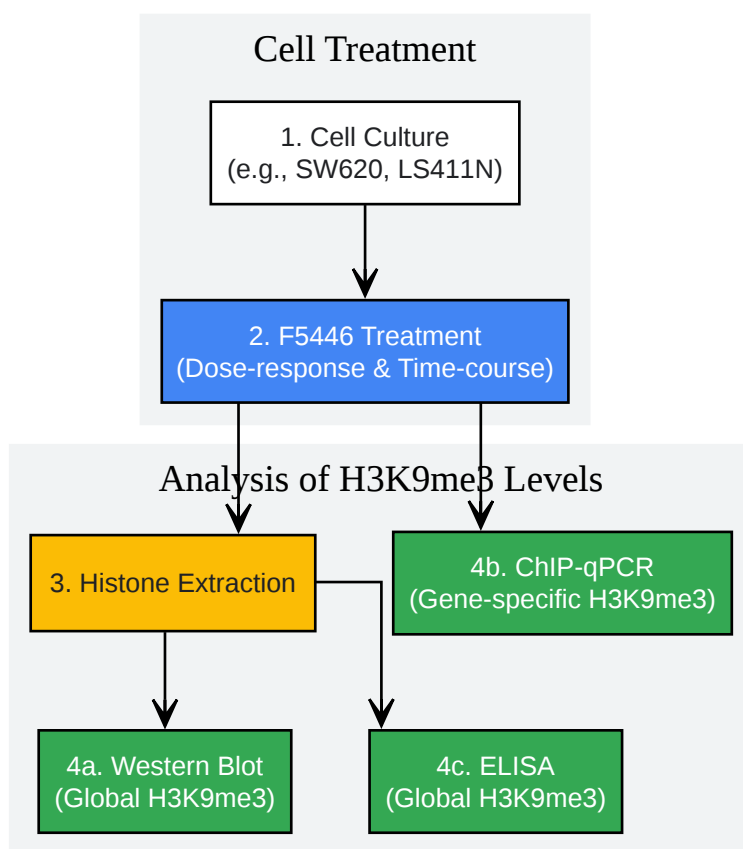 Cell Treatment
1. Cell Culture
(e.g., SW620, LS411N)
2. F5446 Treatment
(Dose-response & Time-course)
Analysis of H3K9me3 Levels
3. Histone Extraction
4b. ChIP-qPCR
(Gene-specific H3K9me3)
4a. Western Blot
(Global H3K9me3)
4c. ELISA
(Global H3K9me3)